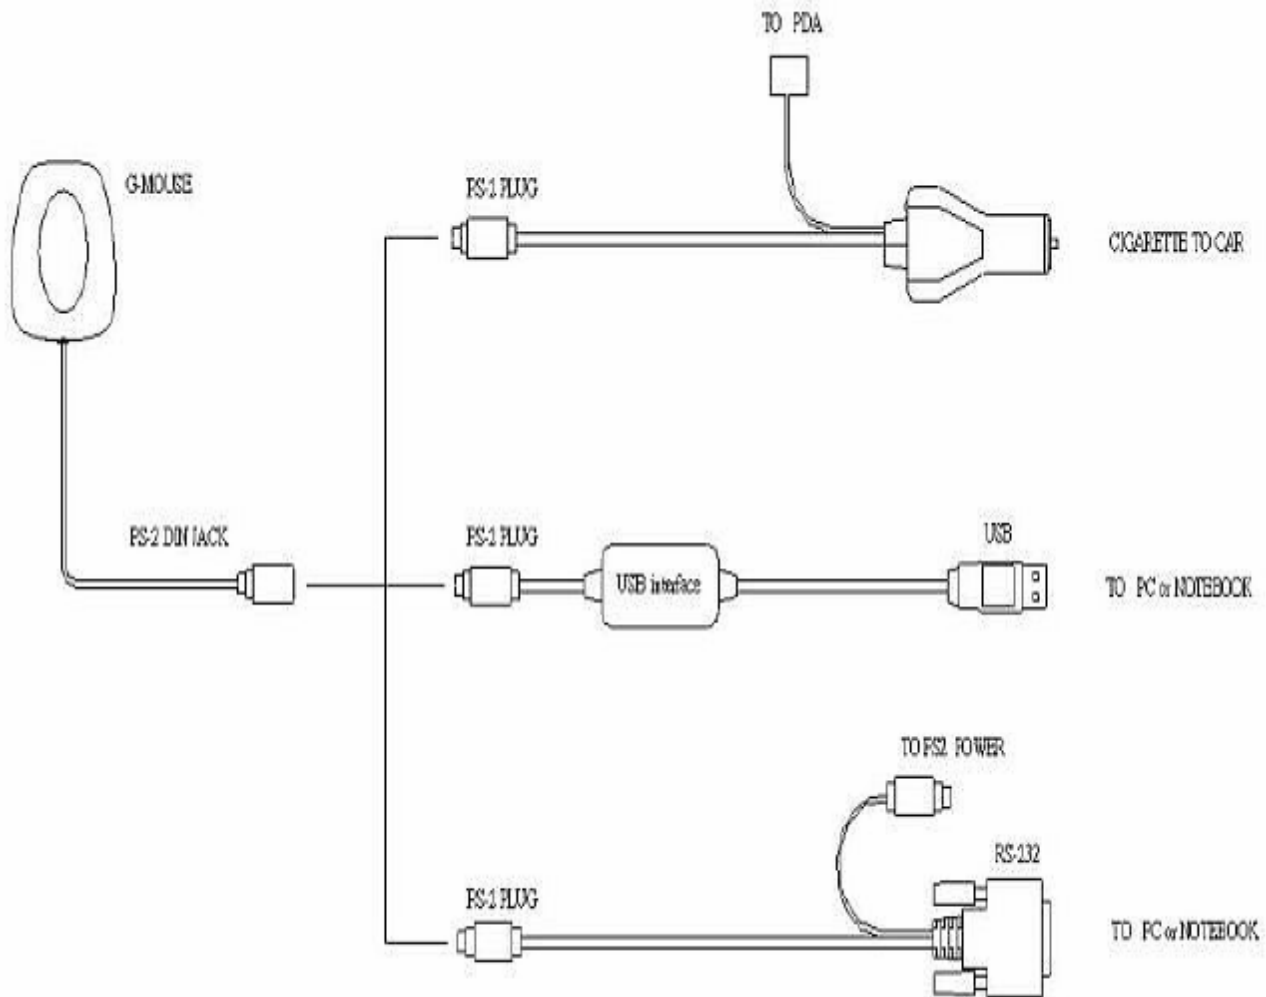 TO PDA
G-MOUSE
PS-2 PLUG
CIGARETTE TO CAR
PS-2 DIN JACK
PS-2 PLUG
USB interface
USB
TO PC or NOTEBOOK
TO PS2 POWER
RS-232
PS-2 PLUG
TO PC or NOTEBOOK